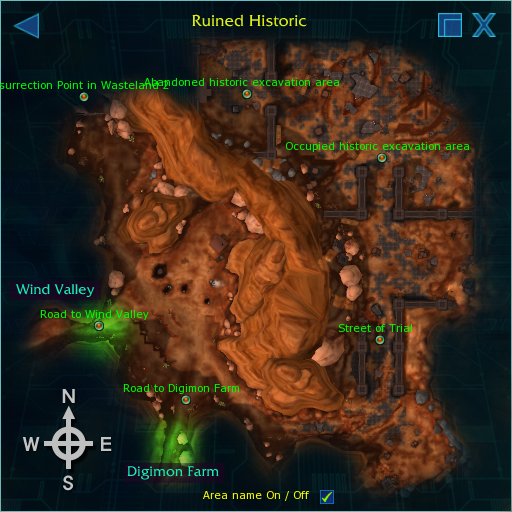 Ruined Historic
Abandoned historic excavation area
surrection Point in Wasteland 2
Occupied historic excavation area
Wind Valley
Road to Wind Valley
Street of Trial
Road to Digimon Farm
N
W E
S
Digimon Farm
Area name On / Off